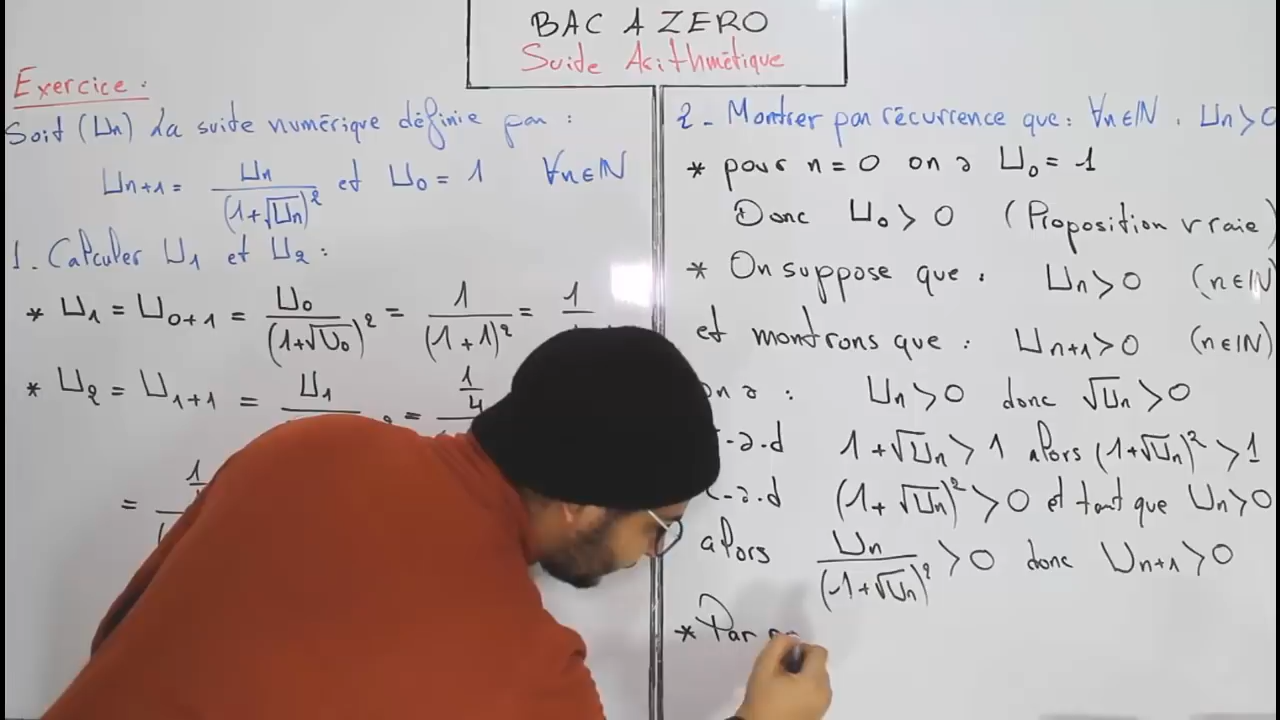 BAC A ZERO
Suite Arithmétique
Exercice :
Soit (Un) La suite numérique définie par :
Un+1 = Un/(1+√Un)² et U0 = 1 ∀n∈ℕ
1. Calculer U1 et U2 :
* U1 = U0+1 = U0/(1+√U0)² = 1/(1+1)² = 1
* U2 = U1+1 = U1 = 1/4
=
2 - Montrer par récurrence que : ∀n∈ℕ . Un > 0
* pour n = 0 on a U0 = 1
Donc U0 > 0 (Proposition vraie)
* On suppose que : Un > 0 (n∈ℕ)
et montrons que : Un+1 > 0 (n∈ℕ)
on a : Un > 0 donc √Un > 0
-a-d 1 + √Un > 1 alors (1+√Un)² > 1
c-a-d (1+√Un)² > 0 et tant que Un > 0
alors Un/(1+√Un)² > 0 donc Un+1 > 0
* Par